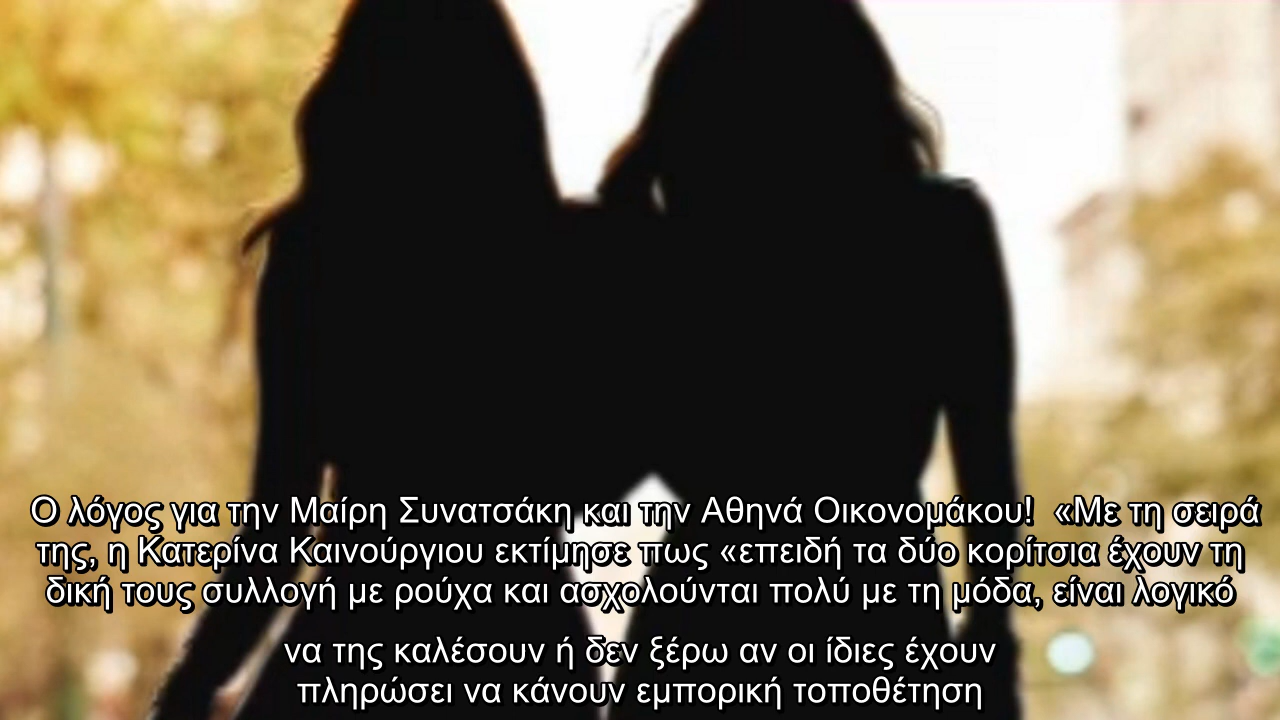 Ο λόγος για την Μαίρη Συνατσάκη και την Αθηνά Οικονομάκου!  «Με τη σειρά
της, η Κατερίνα Καινούργιου εκτίμησε πως «επειδή τα δύο κορίτσια έχουν τη
δική τους συλλογή με ρούχα και ασχολούνται πολύ με τη μόδα, είναι λογικό
να της καλέσουν ή δεν ξέρω αν οι ίδιες έχουν
πληρώσει να κάνουν εμπορική τοποθέτηση